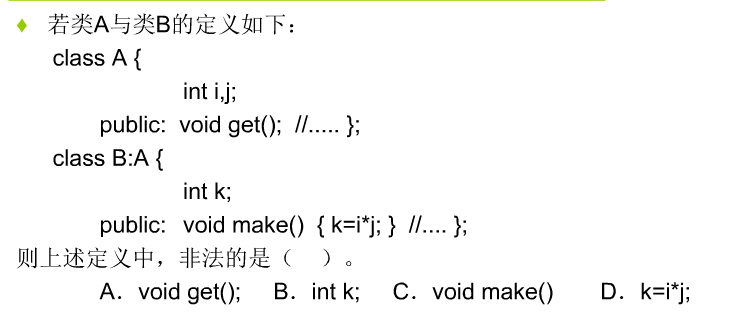 若类A与类B的定义如下：
class A {
int i,j;
public: void get(); //..... };
class B:A {
int k;
public: void make() { k=i*j; } //.... };
则上述定义中，非法的是（ ）。
A. void get(); B. int k; C. void make() D. k=i*j;